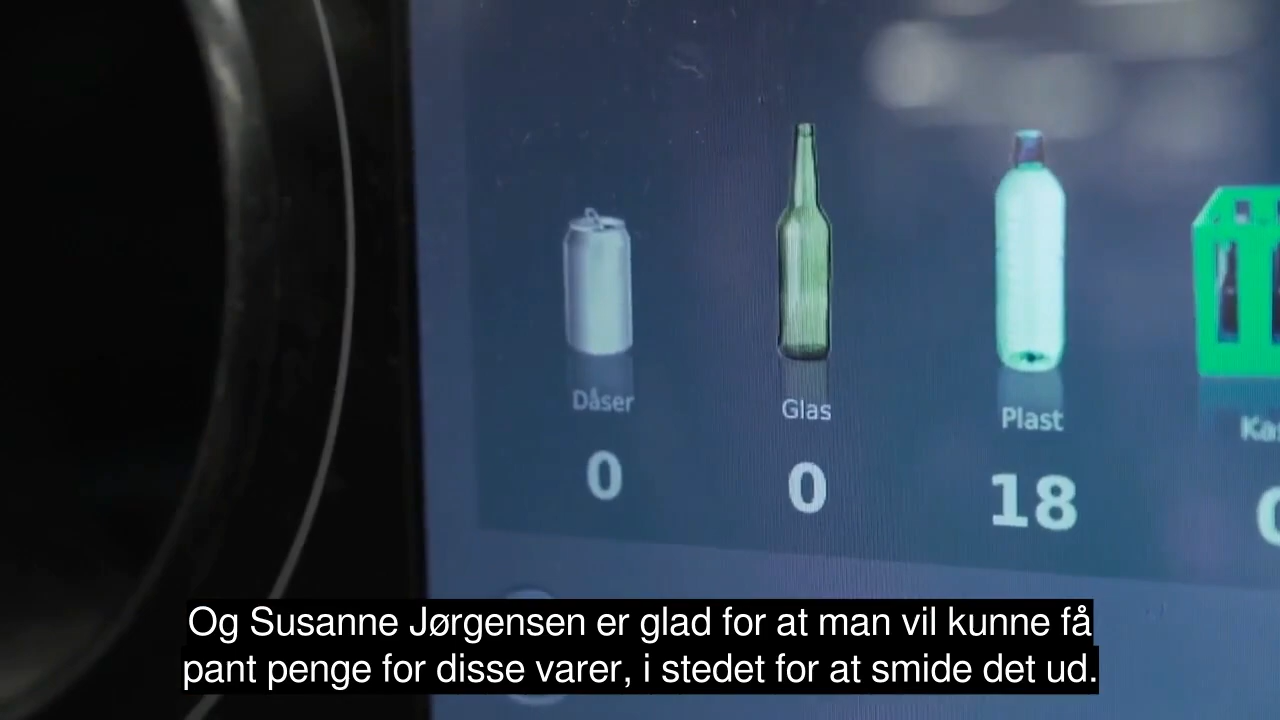 Dåser
Glas
Plast
0
0
18
Og Susanne Jørgensen er glad for at man vil kunne få
pant penge for disse varer, i stedet for at smide det ud.